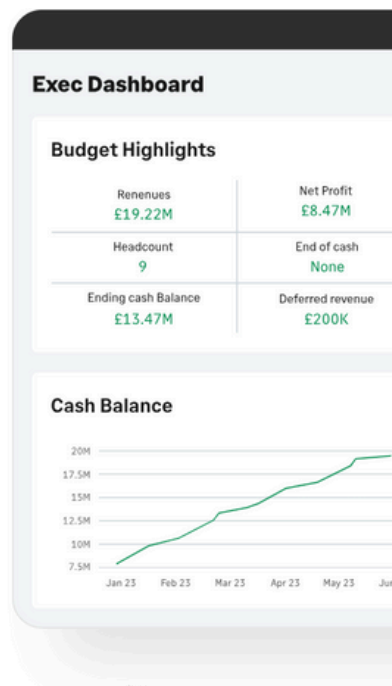 Exec Dashboard
Budget Highlights
Renenues
£19.22M
Net Profit
£8.47M
Headcount
9
End of cash
None
Ending cash Balance
£13.47M
Deferred revenue
£200K
Cash Balance
20M
17.5M
15M
12.5M
10M
7.5M
Jan 23 Feb 23 Mar 23 Apr 23 May 23 Jun